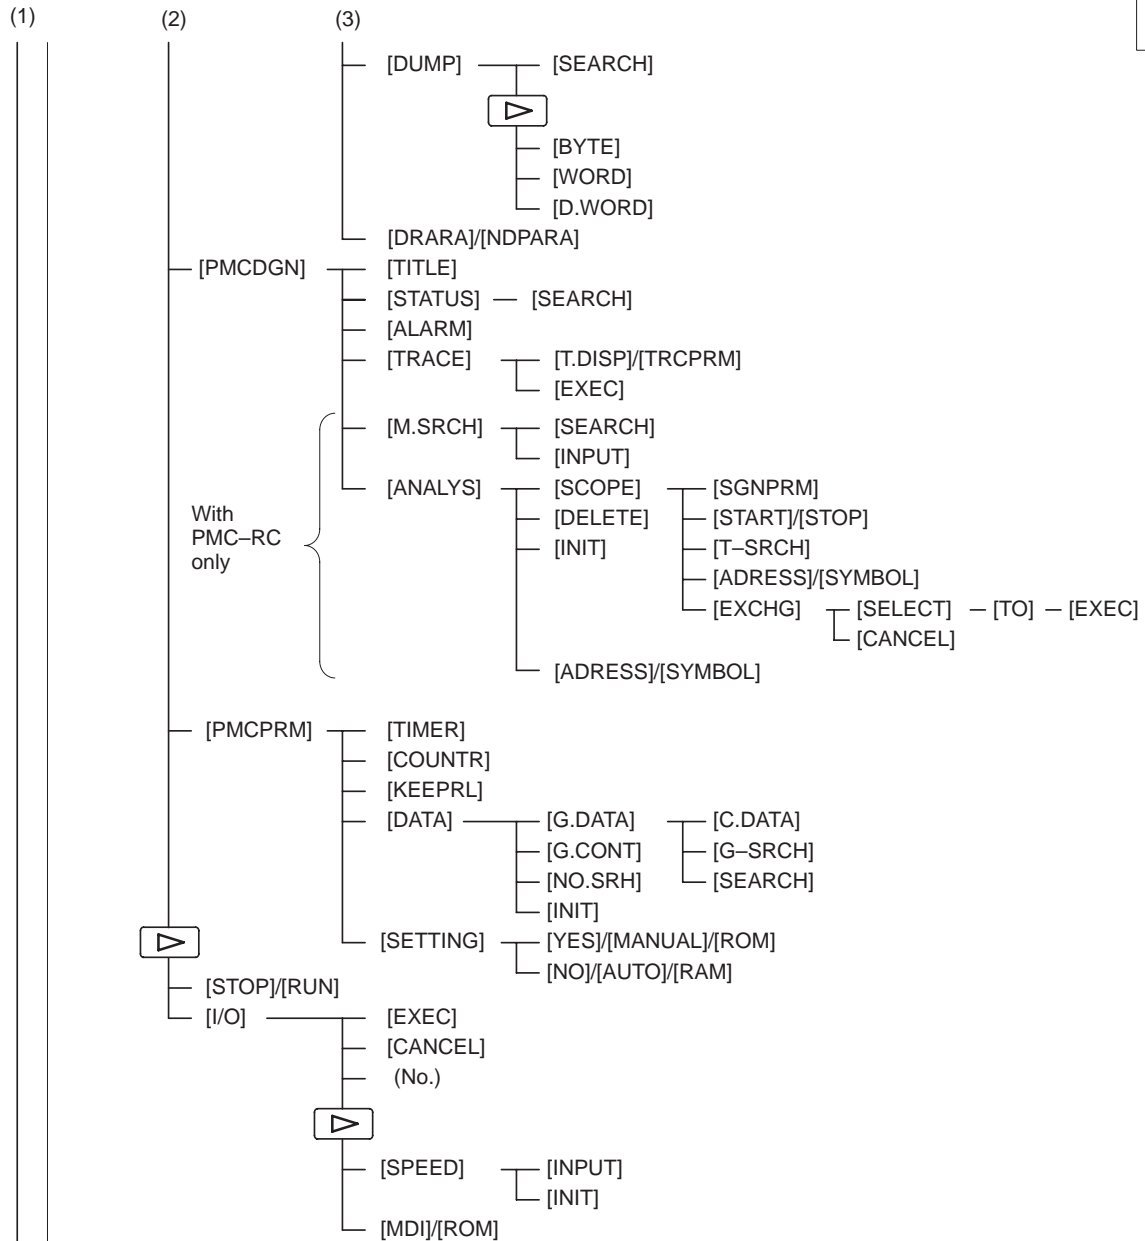 (1) (2) (3)
[DUMP] [SEARCH]
[BYTE]
[WORD]
[D.WORD]
[DRARA]/[NDPARA]
[PMCDGN] [TITLE]
[STATUS] [SEARCH]
[ALARM]
[TRACE] [T.DISP]/[TRCPRM]
[EXEC]
[M.SRCH] [SEARCH]
[INPUT]
[ANALYS] [SCOPE] [SGNPRM]
[DELETE] [START]/[STOP]
[INIT] [T–SRCH]
[ADRESS]/[SYMBOL]
[EXCHG] [SELECT] [TO] [EXEC]
[CANCEL]
[ADRESS]/[SYMBOL]
With
PMC–RC
only
[PMCPRM] [TIMER]
[COUNTR]
[KEEPRL]
[DATA] [G.DATA] [C.DATA]
[G.CONT] [G–SRCH]
[NO.SRH] [SEARCH]
[INIT]
[SETTING] [YES]/[MANUAL]/[ROM]
[NO]/[AUTO]/[RAM]
[STOP]/[RUN]
[I/O] [EXEC]
[CANCEL]
(No.)
[SPEED] [INPUT]
[INIT]
[MDI]/[ROM]